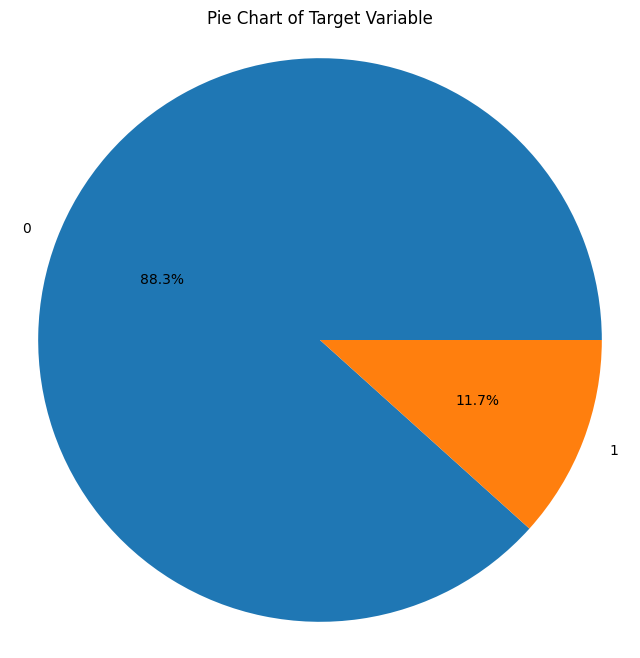 Pie Chart of Target Variable
0
88.3%
11.7%
1